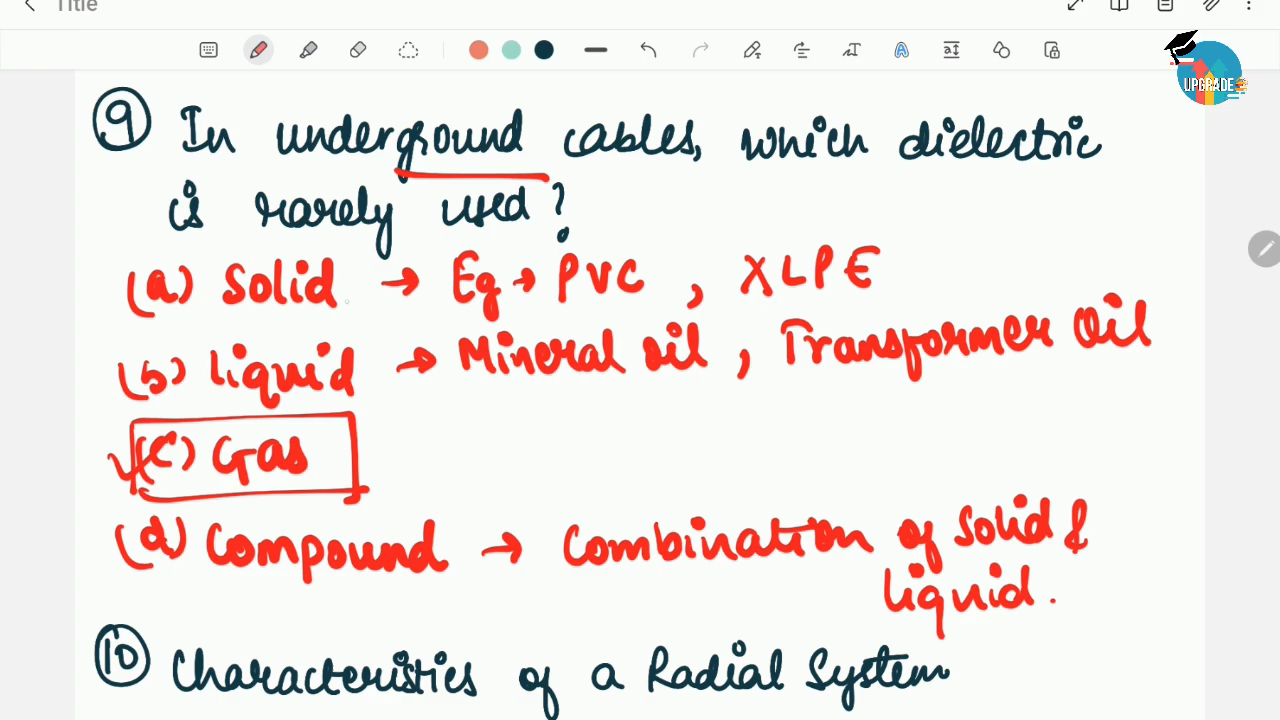 Title
UPGRADE
9 In underground cables, which dielectric
is rarely used?
(a) Solid → Eg → PVC, XLPE
(b) Liquid → Mineral oil, Transformer Oil
(c) Gas
(d) Compound → Combination of Solid &
liquid.
10 Characteristics of a Radial System